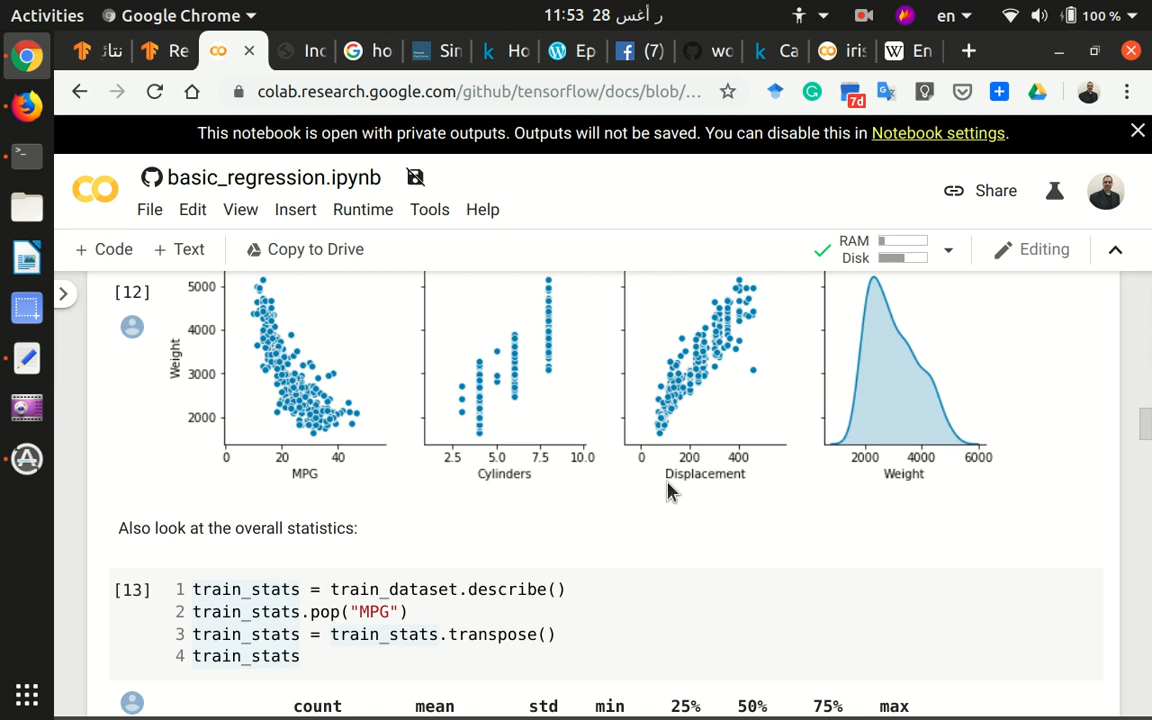 Activities Google Chrome ر أغس 28 11:53 en 100 %
نتائ Re Inc ho Sir Ho Ep (7) wc Ca iris En
colab.research.google.com/github/tensorflow/docs/blob/...
7d
This notebook is open with private outputs. Outputs will not be saved. You can disable this in Notebook settings.
basic_regression.ipynb
Share
File Edit View Insert Runtime Tools Help
+ Code + Text Copy to Drive RAM Disk Editing
[12]
5000
4000
3000
2000
Weight
0 20 40 2.5 5.0 7.5 10.0 0 200 400 2000 4000 6000
MPG Cylinders Displacement Weight
Also look at the overall statistics:
[13] 1 train_stats = train_dataset.describe()
2 train_stats.pop("MPG")
3 train_stats = train_stats.transpose()
4 train_stats
count mean std min 25% 50% 75% max